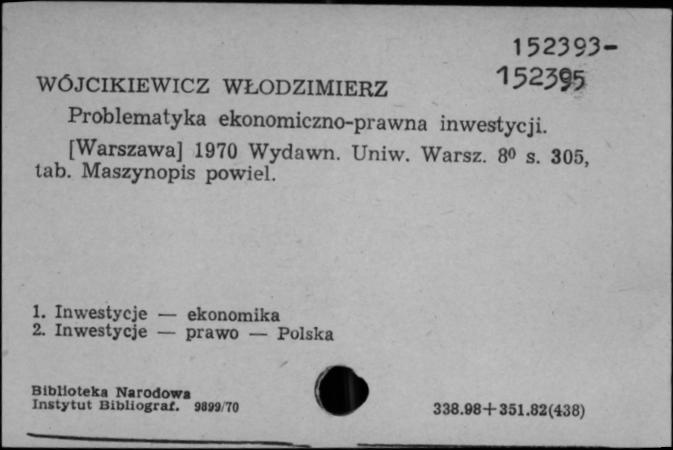 152393-
152395
WÓJCIKIEWICZ WŁODZIMIERZ
Problematyka ekonomiczno-prawna inwestycji.
[Warszawa] 1970 Wydawn. Uniw. Warsz. 8⁰ s. 305,
tab. Maszynopis powiel.
1. Inwestycje — ekonomika
2. Inwestycje — prawo — Polska
Biblioteka Narodowa
Instytut Bibliograf. 9899/70
338.98+351.82(438)